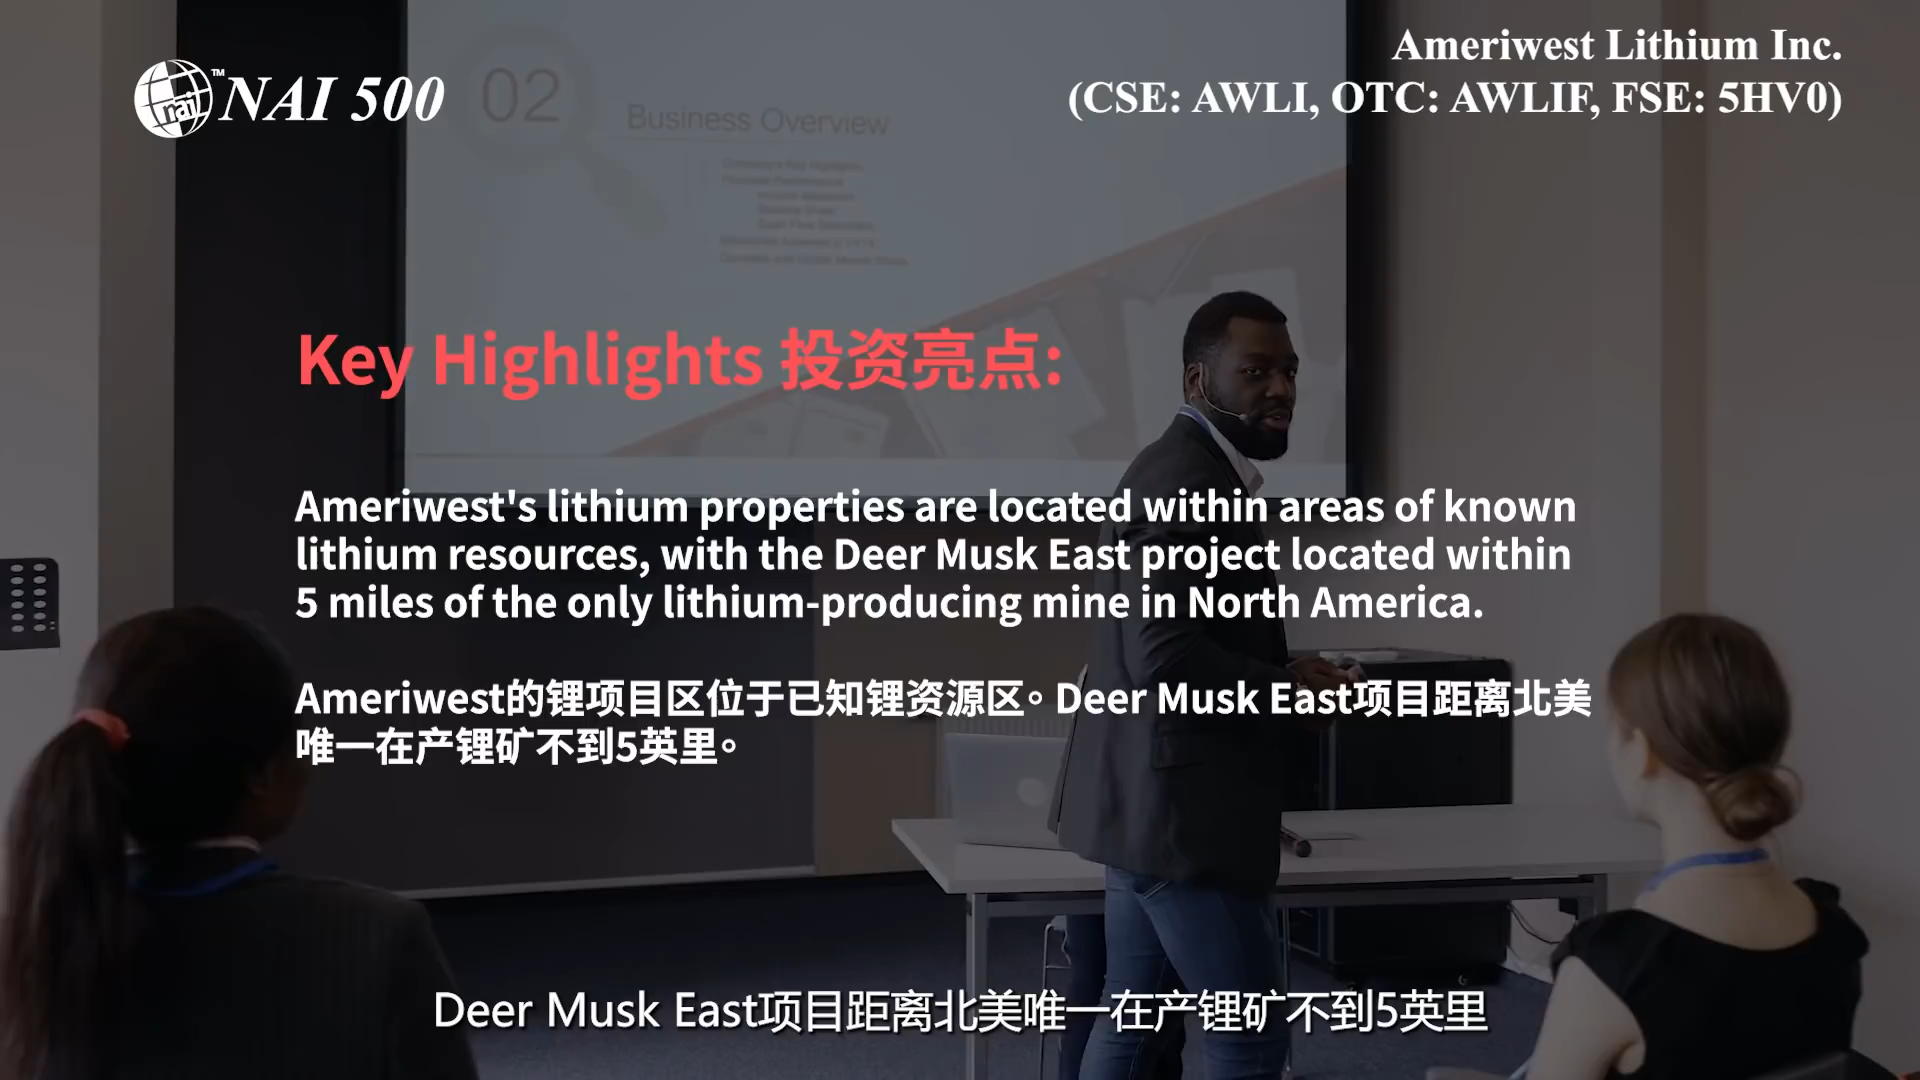 nai™ NAI 500
Ameriwest Lithium Inc.
(CSE: AWLI, OTC: AWLIF, FSE: 5HV0)
02
Business Overview
Key Highlights 投资亮点:
Ameriwest's lithium properties are located within areas of known
lithium resources, with the Deer Musk East project located within
5 miles of the only lithium-producing mine in North America.
Ameriwest的锂项目区位于已知锂资源区。Deer Musk East项目距离北美
唯一在产锂矿不到5英里。
Deer Musk East项目距离北美唯一在产锂矿不到5英里